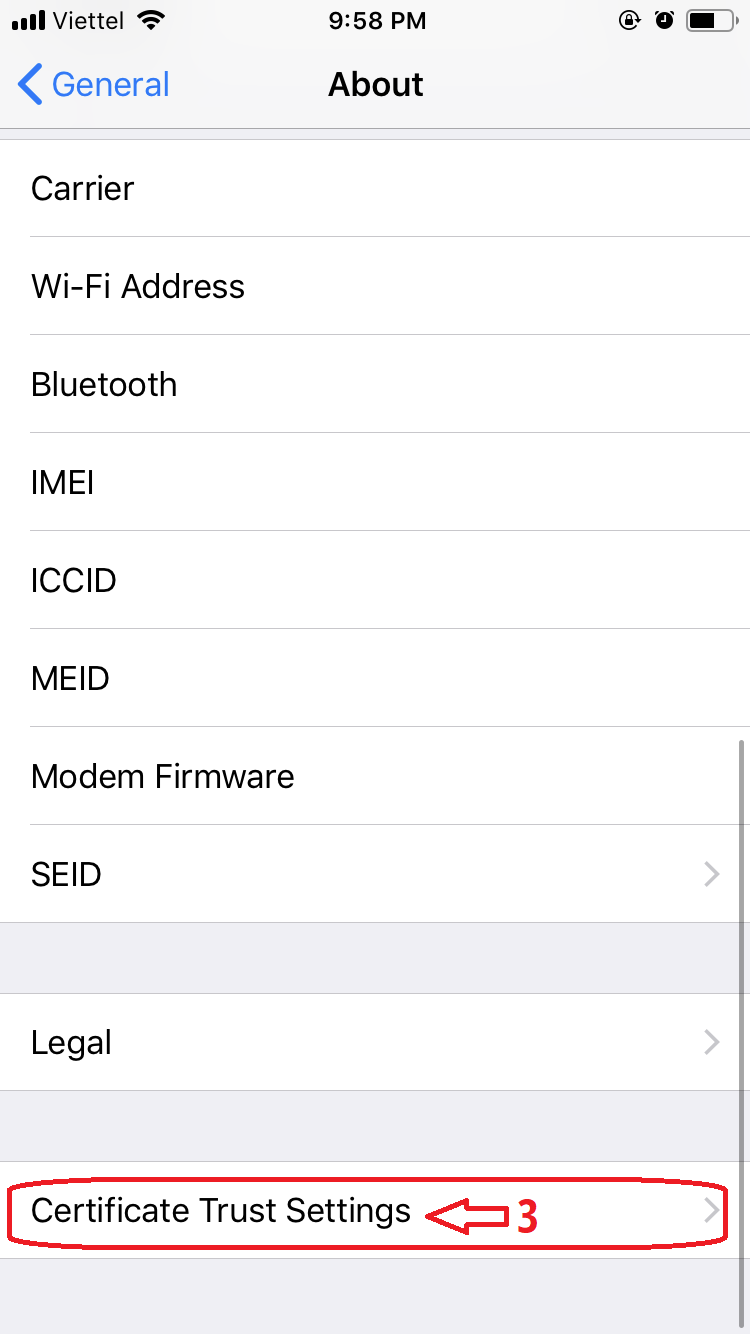 Viettel 9:58 PM
General About
Carrier
Wi-Fi Address
Bluetooth
IMEI
ICCID
MEID
Modem Firmware
SEID
Legal
Certificate Trust Settings 3